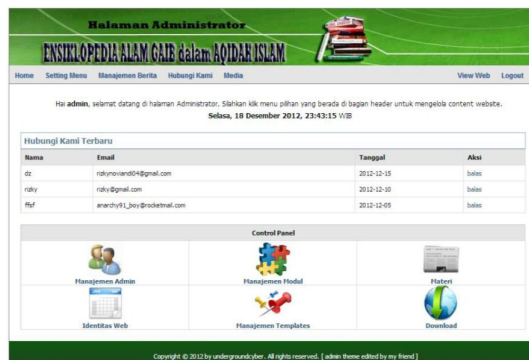 Halaman Administrator
ENSIKLOPEDIA ALAM GAIB dalam AQIDAH ISLAM
Home Setting Menu Manajemen Berita Hubungi Kami Media View Web Logout
Hai admin, selamat datang di halaman Administrator. Silahkan klik menu pilihan yang berada di bagian header untuk mengelola content website.
Selasa, 18 Desember 2012, 23:43:15 WIB
Hubungi Kami Terbaru
Nama Email Tanggal Aksi
dz rizkynoviandi04@gmail.com 2012-12-15 balas
rizky rizky@gmail.com 2012-12-10 balas
ffsf anarchy91_boy@rocketmail.com 2012-12-05 balas
Control Panel
Manajemen Admin Manajemen Modul Materi
Identitas Web Manajemen Templates Download
Copyright © 2012 by undergroundcyber. All rights reserved. [ admin theme edited by my friend ]